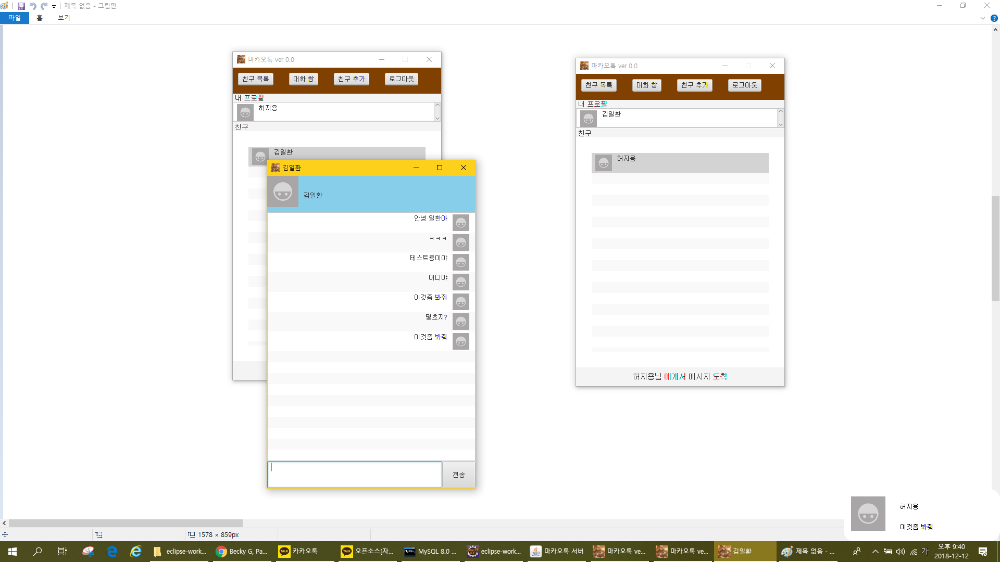 제목 없음 - 그림판
파일 홈 보기
마카오톡 ver 0.0
친구 목록 대화 창 친구 추가 로그아웃
내 프로필
허지용
친구
김일환
김일환
김일환
안녕 일환아
ㅋㅋㅋ
테스트용이야
어디야
이것좀 봐줘
몇초지?
이것좀 봐줘
전송
마카오톡 ver 0.0
친구 목록 대화 창 친구 추가 로그아웃
내 프로필
김일환
친구
허지용
허지용님 에게서 메시지 도착
허지용
이것좀 봐줘
1578 × 859px
eclipse-work... Becky G, Pa... 카카오톡 오픈소스[자... MySQL 8.0 ... eclipse-work... 마카오톡 서버 마카오톡 ve... 마카오톡 ve... 김일환 제목 없음 - ... 가 오후 9:40
2018-12-12